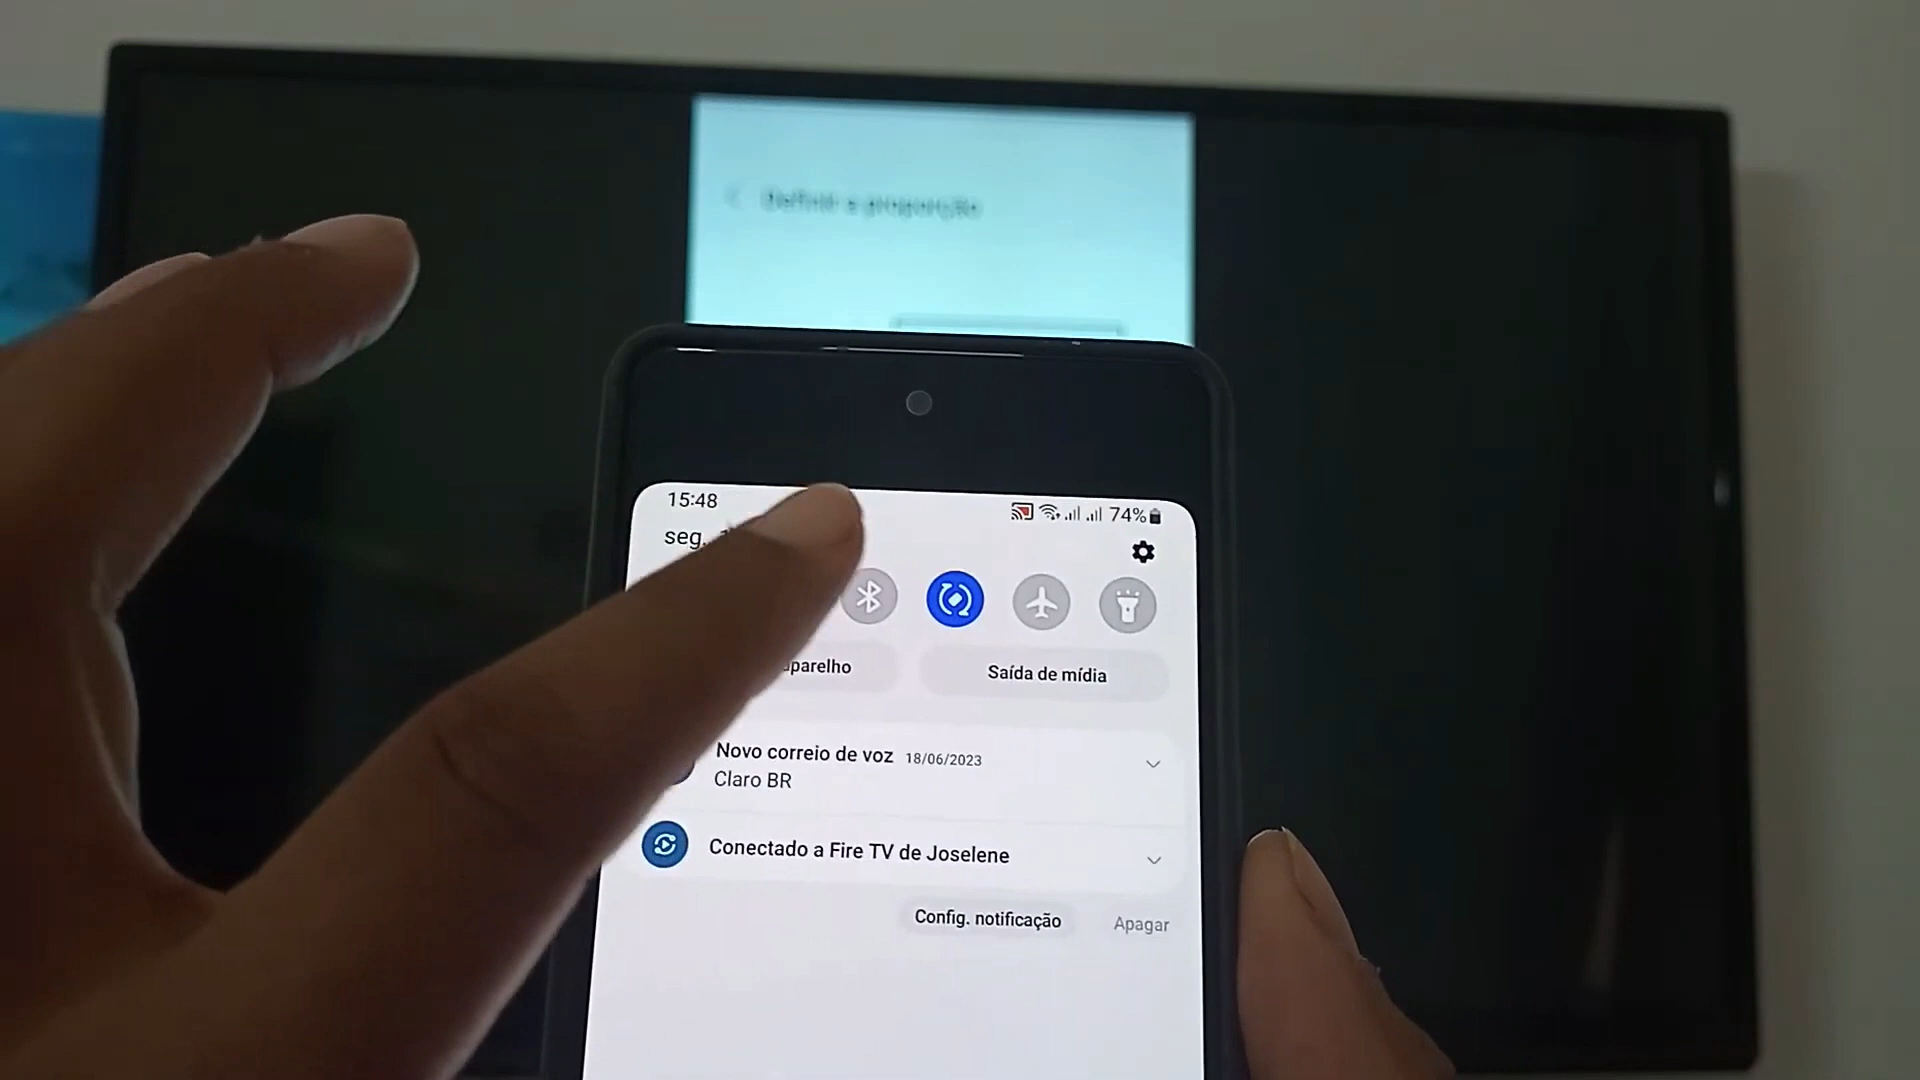 Definir a proporção
15:48
74%
seg.,
aparelho
Saída de mídia
Novo correio de voz 18/06/2023
Claro BR
Conectado a Fire TV de Joselene
Config. notificação
Apagar